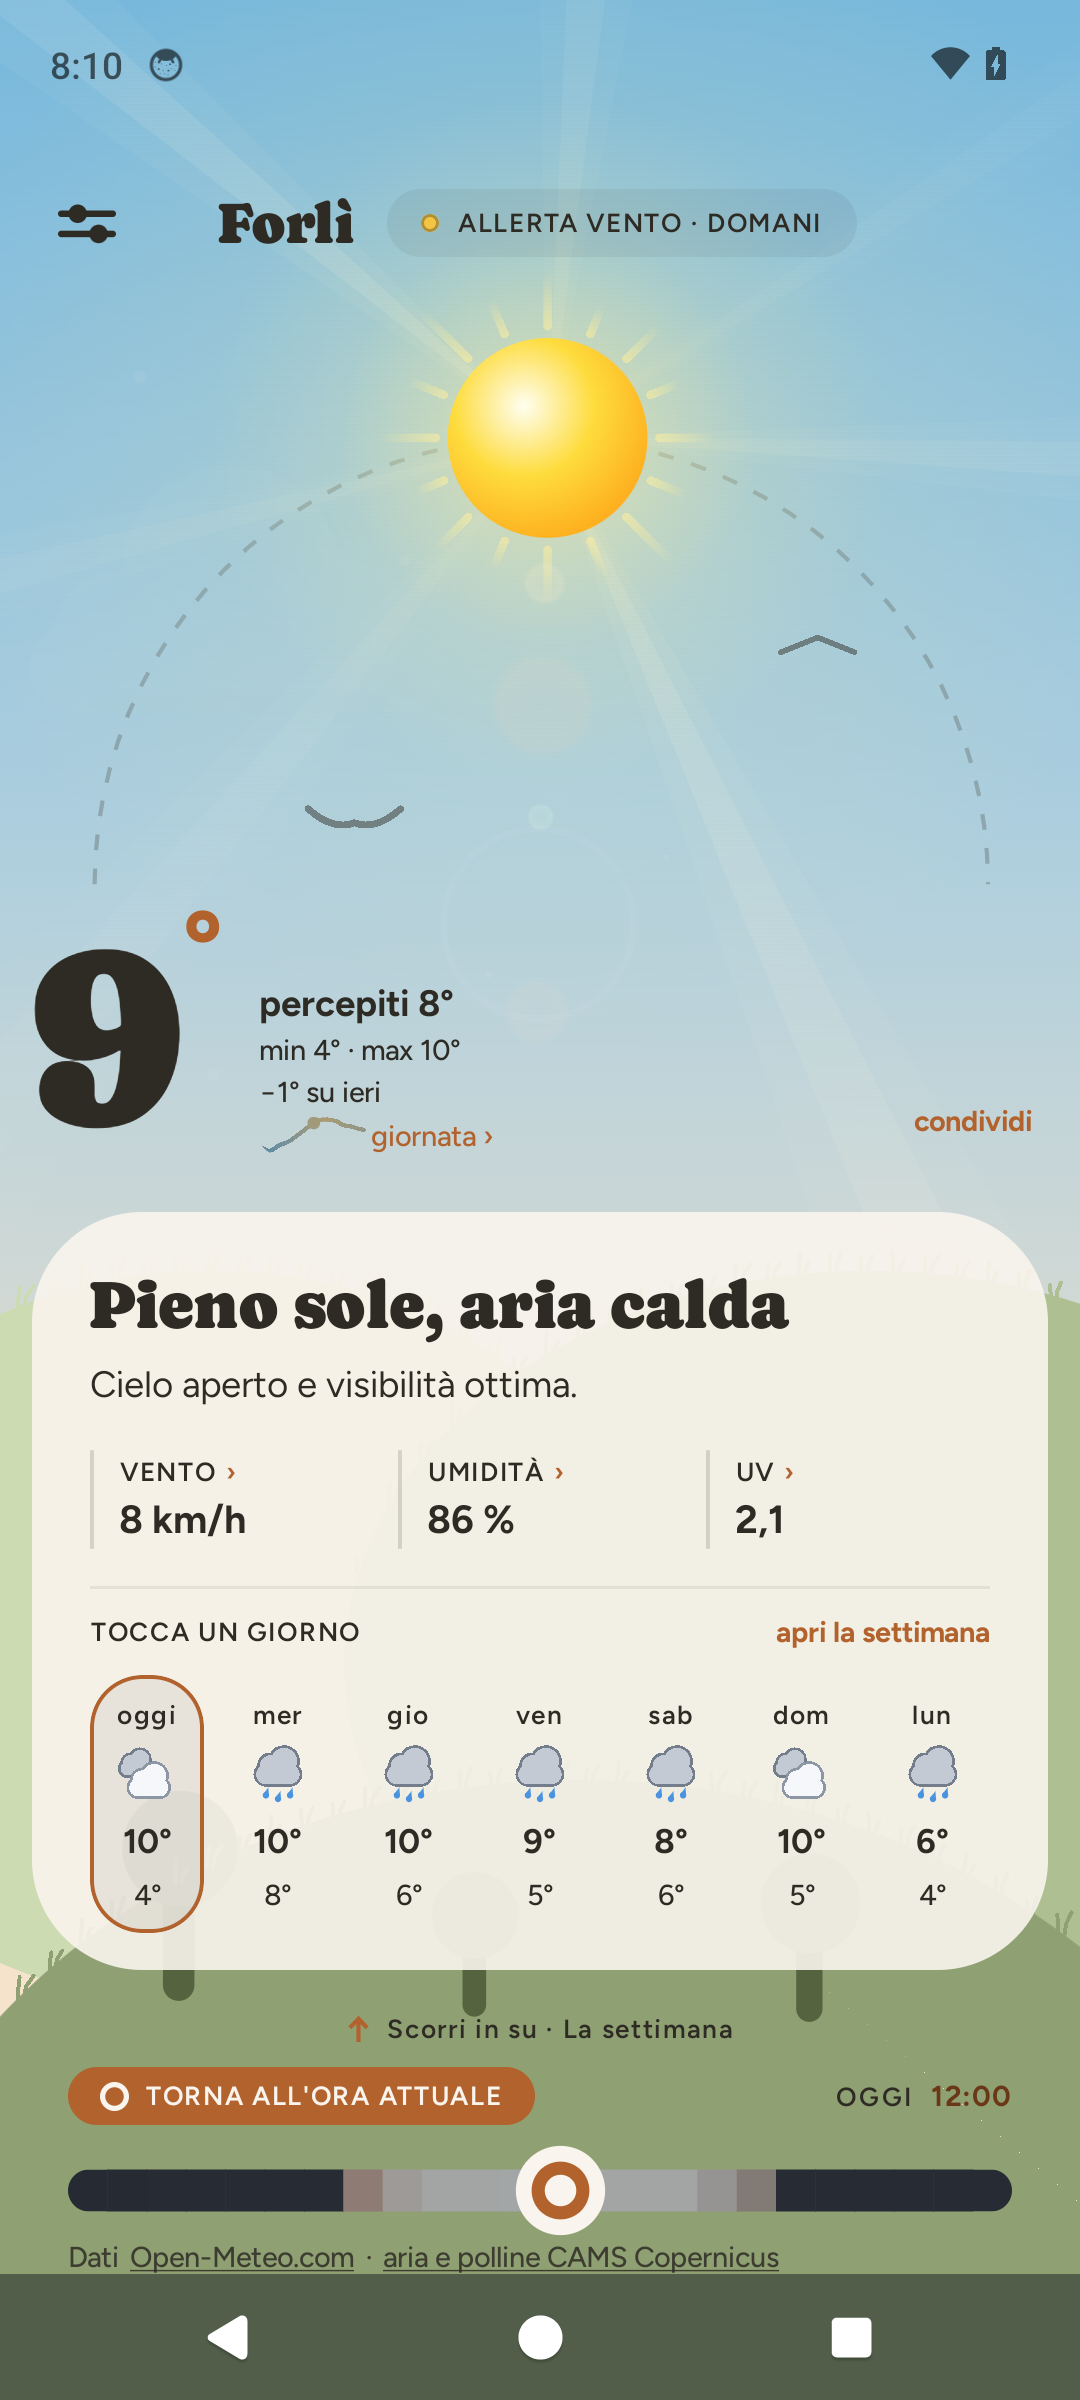 8:10
Forlì
ALLERTA VENTO · DOMANI
9°
percepiti 8°
min 4° · max 10°
−1° su ieri
giornata ›
condividi
Pieno sole, aria calda
Cielo aperto e visibilità ottima.
VENTO › UMIDITÀ › UV ›
8 km/h 86 % 2,1
TOCCA UN GIORNO apri la settimana
oggi mer gio ven sab dom lun
10° 10° 10° 9° 8° 10° 6°
4° 8° 6° 5° 6° 5° 4°
↑ Scorri in su · La settimana
TORNA ALL'ORA ATTUALE OGGI 12:00
Dati Open-Meteo.com · aria e polline CAMS Copernicus